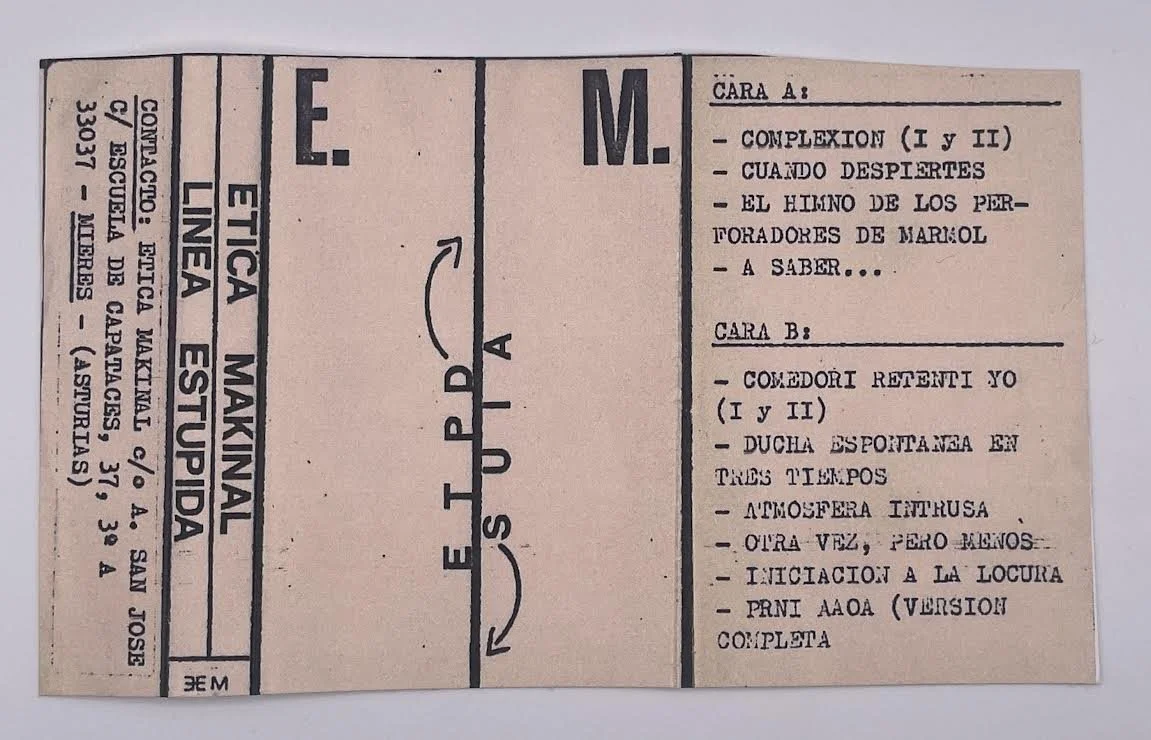 CONTACTO: ETICA MAKINAL c/o A. SAN JOSE
C/ ESCUELA DE CAPATACES, 37, 3º A
33037 - MIERES - (ASTURIAS)
ETICA MAKINAL
LINEA ESTUPIDA
ƎEM
E. M.
E T P D
S U I A
CARA A:
- COMPLEXION (I y II)
- CUANDO DESPIERTES
- EL HIMNO DE LOS PER-
FORADORES DE MARMOL
- A SABER...
CARA B:
- COMEDORI RETENTI YO
(I y II)
- DUCHA ESPONTANEA EN
TRES TIEMPOS
- ATMOSFERA INTRUSA
- OTRA VEZ, PERO MENOS
- INICIACION A LA LOCURA
- PRNI AAOA (VERSION
COMPLETA